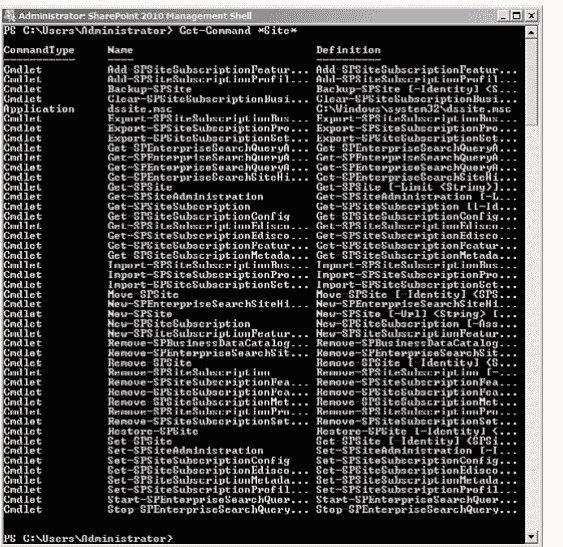 Administrator: SharePoint 2010 Management Shell
PS C:\Users\Administrator> Get-Command *Site*
CommandType Name Definition
Cmdlet Add-SPSiteSubscriptionFeatur... Add-SPSiteSubscriptionFeatur...
Cmdlet Add-SPSiteSubscriptionProfil... Add-SPSiteSubscriptionProfil...
Cmdlet Backup-SPSite Backup-SPSite [-Identity] <S...
Cmdlet Clear-SPSiteSubscriptionBusi... Clear-SPSiteSubscriptionBusi...
Application dssite.msc C:\Windows\system32\dssite.msc
Cmdlet Export-SPSiteSubscriptionBus... Export-SPSiteSubscriptionBus...
Cmdlet Export-SPSiteSubscriptionPro... Export-SPSiteSubscriptionPro...
Cmdlet Export-SPSiteSubscriptionSet... Export-SPSiteSubscriptionSet...
Cmdlet Get-SPEnterpriseSearchQueryA... Get-SPEnterpriseSearchQueryA...
Cmdlet Get-SPEnterpriseSearchQueryA... Get-SPEnterpriseSearchQueryA...
Cmdlet Get-SPEnterpriseSearchQueryA... Get-SPEnterpriseSearchQueryA...
Cmdlet Get-SPEnterpriseSearchSiteHi... Get-SPEnterpriseSearchSiteHi...
Cmdlet Get-SPSite Get-SPSite [-Limit <String>]...
Cmdlet Get-SPSiteAdministration Get-SPSiteAdministration [-L...
Cmdlet Get-SPSiteSubscription Get-SPSiteSubscription [[-Id...
Cmdlet Get-SPSiteSubscriptionConfig Get-SPSiteSubscriptionConfig...
Cmdlet Get-SPSiteSubscriptionEdisco... Get-SPSiteSubscriptionEdisco...
Cmdlet Get-SPSiteSubscriptionEdisco... Get-SPSiteSubscriptionEdisco...
Cmdlet Get-SPSiteSubscriptionFeatur... Get-SPSiteSubscriptionFeatur...
Cmdlet Get-SPSiteSubscriptionMetada... Get-SPSiteSubscriptionMetada...
Cmdlet Import-SPSiteSubscriptionBus... Import-SPSiteSubscriptionBus...
Cmdlet Import-SPSiteSubscriptionPro... Import-SPSiteSubscriptionPro...
Cmdlet Import-SPSiteSubscriptionSet... Import-SPSiteSubscriptionSet...
Cmdlet Move-SPSite Move-SPSite [-Identity] <SPS...
Cmdlet New-SPEnterpriseSearchSiteHi... New-SPEnterpriseSearchSiteHi...
Cmdlet New-SPSite New-SPSite [-Url] <String> [...
Cmdlet New-SPSiteSubscription New-SPSiteSubscription [-Ass...
Cmdlet New-SPSiteSubscriptionFeatur... New-SPSiteSubscriptionFeatur...
Cmdlet Remove-SPBusinessDataCatalog... Remove-SPBusinessDataCatalog...
Cmdlet Remove-SPEnterpriseSearchSit... Remove-SPEnterpriseSearchSit...
Cmdlet Remove-SPSite Remove-SPSite [-Identity] <S...
Cmdlet Remove-SPSiteSubscription Remove-SPSiteSubscription [-...
Cmdlet Remove-SPSiteSubscriptionFea... Remove-SPSiteSubscriptionFea...
Cmdlet Remove-SPSiteSubscriptionFea... Remove-SPSiteSubscriptionFea...
Cmdlet Remove-SPSiteSubscriptionMet... Remove-SPSiteSubscriptionMet...
Cmdlet Remove-SPSiteSubscriptionPro... Remove-SPSiteSubscriptionPro...
Cmdlet Remove-SPSiteSubscriptionSet... Remove-SPSiteSubscriptionSet...
Cmdlet Restore-SPSite Restore-SPSite [-Identity] <...
Cmdlet Set-SPSite Set-SPSite [-Identity] <SPSi...
Cmdlet Set-SPSiteAdministration Set-SPSiteAdministration [-I...
Cmdlet Set-SPSiteSubscriptionConfig Set-SPSiteSubscriptionConfig...
Cmdlet Set-SPSiteSubscriptionEdisco... Set-SPSiteSubscriptionEdisco...
Cmdlet Set-SPSiteSubscriptionMetada... Set-SPSiteSubscriptionMetada...
Cmdlet Set-SPSiteSubscriptionProfil... Set-SPSiteSubscriptionProfil...
Cmdlet Start-SPEnterpriseSearchQuer... Start-SPEnterpriseSearchQuer...
Cmdlet Stop-SPEnterpriseSearchQuery... Stop-SPEnterpriseSearchQuery...
PS C:\Users\Administrator>